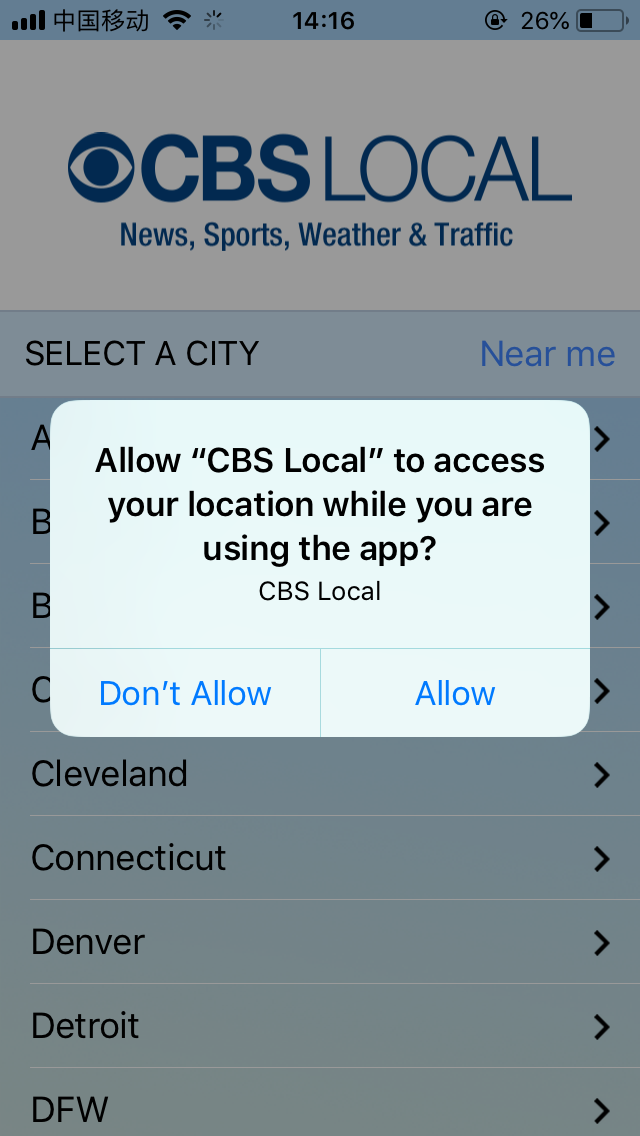 中国移动 14:16 26%
CBS LOCAL
News, Sports, Weather & Traffic
SELECT A CITY Near me
Allow “CBS Local” to access
your location while you are
using the app?
CBS Local
Don’t Allow Allow
Cleveland
Connecticut
Denver
Detroit
DFW